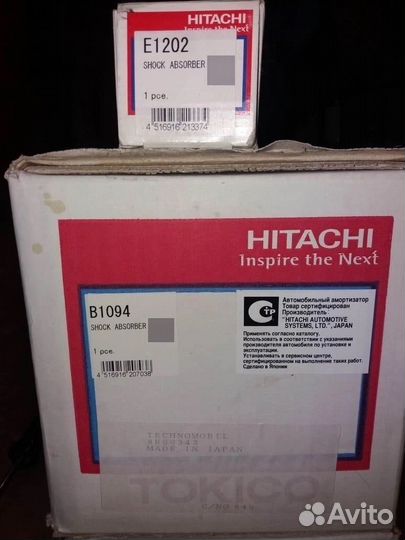 HITACHI
Inspire the Next
E1202
SHOCK ABSORBER
1 pce.
4 516916 213374
HITACHI
Inspire the Next
B1094
SHOCK ABSORBER
1 pce.
4 516916 207038
СТР
Автомобильный амортизатор
Товар сертифицирован
Производитель:
"HITACHI AUTOMOTIVE
SYSTEMS, LTD.", JAPAN
Применять согласно каталогу.
Использовать в соответствии с указаниями
производителя автомобиля по установке и
эксплуатации.
Устанавливать в сервисном центре,
сертифицированном на выполнение таких работ.
Сделано в Японии
TECHNOMOBEL
MADE IN JAPAN
TOKICO
C/NO
Avito